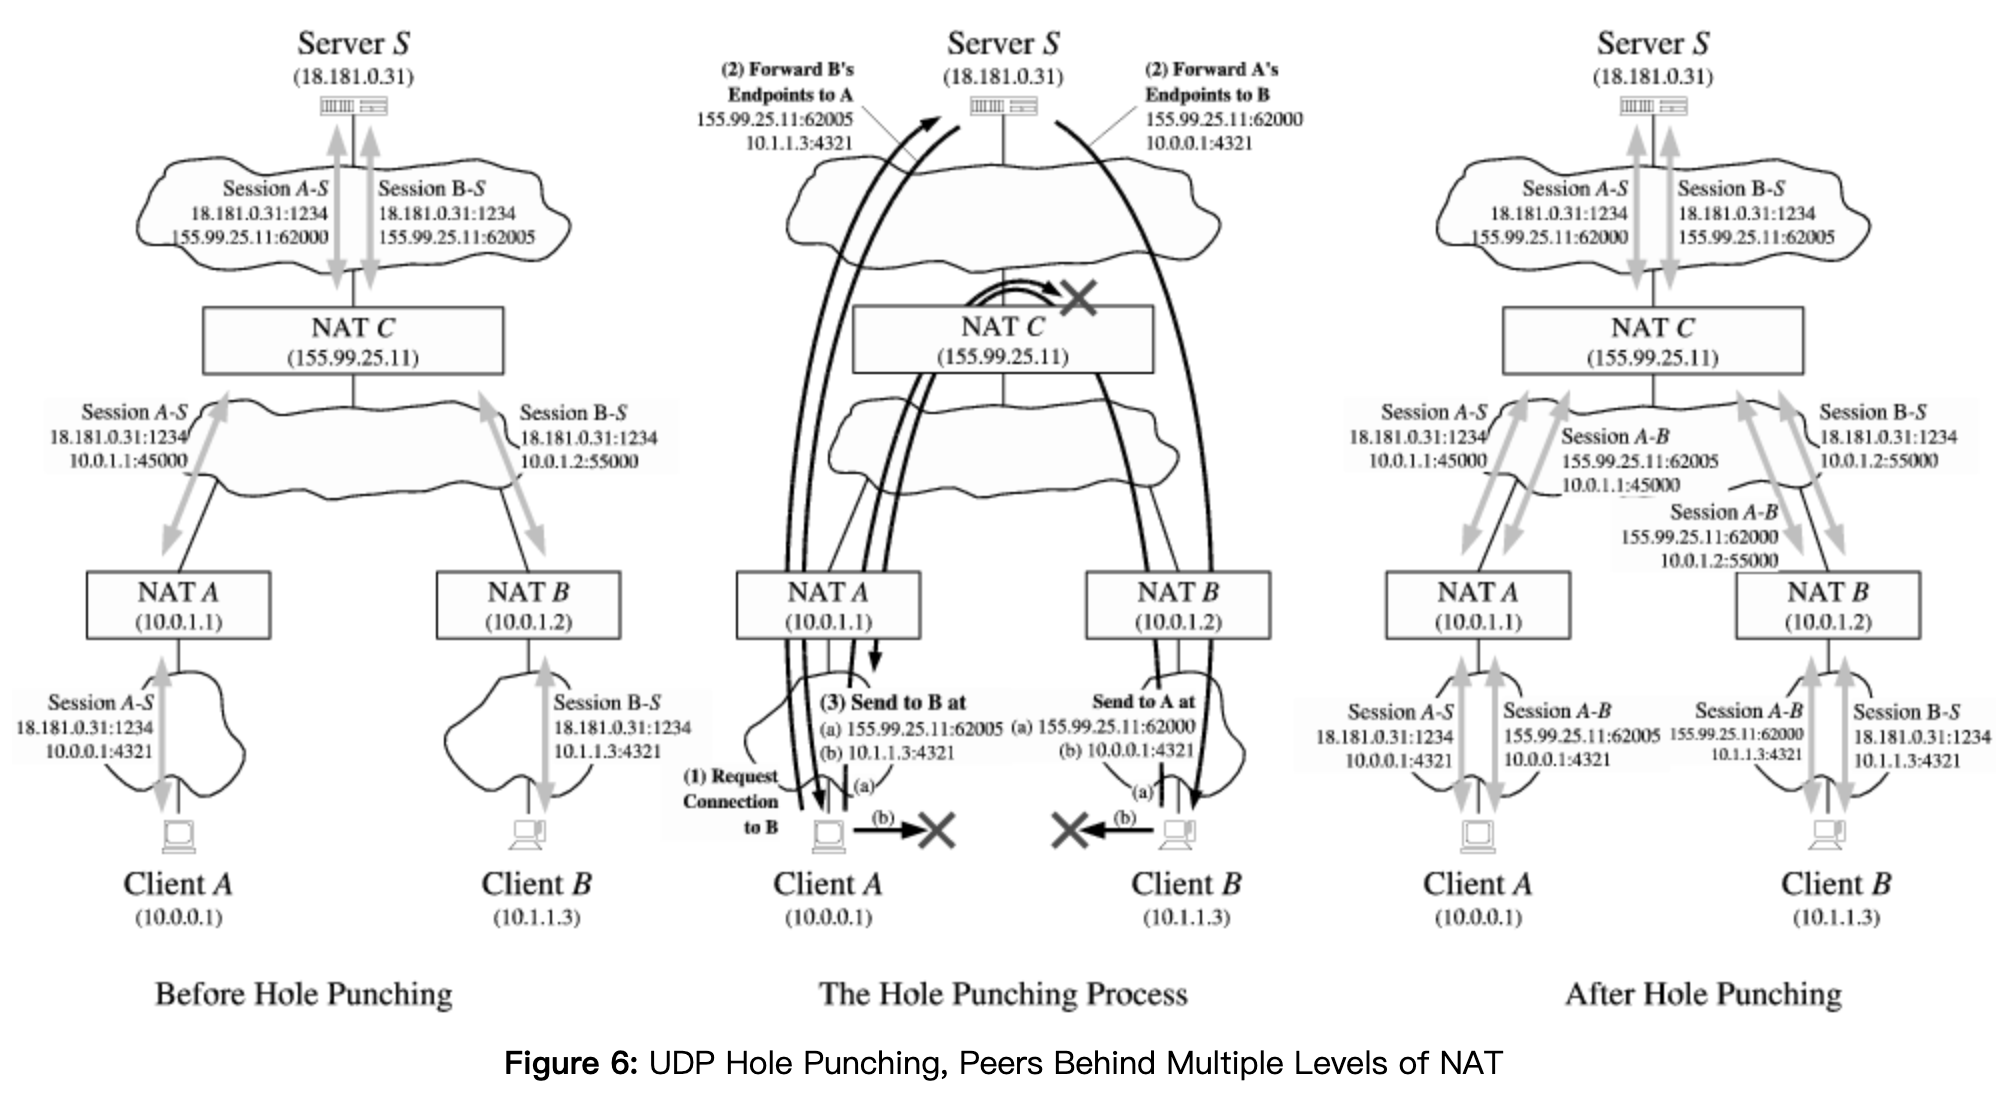 Server S
(18.181.0.31)
Session A-S
18.181.0.31:1234
155.99.25.11:62000
Session B-S
18.181.0.31:1234
155.99.25.11:62005
NAT C
(155.99.25.11)
Session A-S
18.181.0.31:1234
10.0.1.1:45000
Session B-S
18.181.0.31:1234
10.0.1.2:55000
NAT A
(10.0.1.1)
NAT B
(10.0.1.2)
Session A-S
18.181.0.31:1234
10.0.0.1:4321
Session B-S
18.181.0.31:1234
10.1.1.3:4321
Client A
(10.0.0.1)
Client B
(10.1.1.3)
Before Hole Punching
Server S
(18.181.0.31)
(2) Forward B's
Endpoints to A
155.99.25.11:62005
10.1.1.3:4321
(2) Forward A's
Endpoints to B
155.99.25.11:62000
10.0.0.1:4321
NAT C
(155.99.25.11)
NAT A
(10.0.1.1)
NAT B
(10.0.1.2)
(3) Send to B at
(a) 155.99.25.11:62005
(b) 10.1.1.3:4321
Send to A at
(a) 155.99.25.11:62000
(b) 10.0.0.1:4321
(1) Request
Connection
to B
(a)
(b)
(a)
(b)
Client A
(10.0.0.1)
Client B
(10.1.1.3)
The Hole Punching Process
Server S
(18.181.0.31)
Session A-S
18.181.0.31:1234
155.99.25.11:62000
Session B-S
18.181.0.31:1234
155.99.25.11:62005
NAT C
(155.99.25.11)
Session A-S
18.181.0.31:1234
10.0.1.1:45000
Session A-B
155.99.25.11:62005
10.0.1.1:45000
Session B-S
18.181.0.31:1234
10.0.1.2:55000
Session A-B
155.99.25.11:62000
10.0.1.2:55000
NAT A
(10.0.1.1)
NAT B
(10.0.1.2)
Session A-S
18.181.0.31:1234
10.0.0.1:4321
Session A-B
155.99.25.11:62005
10.0.0.1:4321
Session A-B
155.99.25.11:62000
10.1.1.3:4321
Session B-S
18.181.0.31:1234
10.1.1.3:4321
Client A
(10.0.0.1)
Client B
(10.1.1.3)
After Hole Punching
Figure 6: UDP Hole Punching, Peers Behind Multiple Levels of NAT